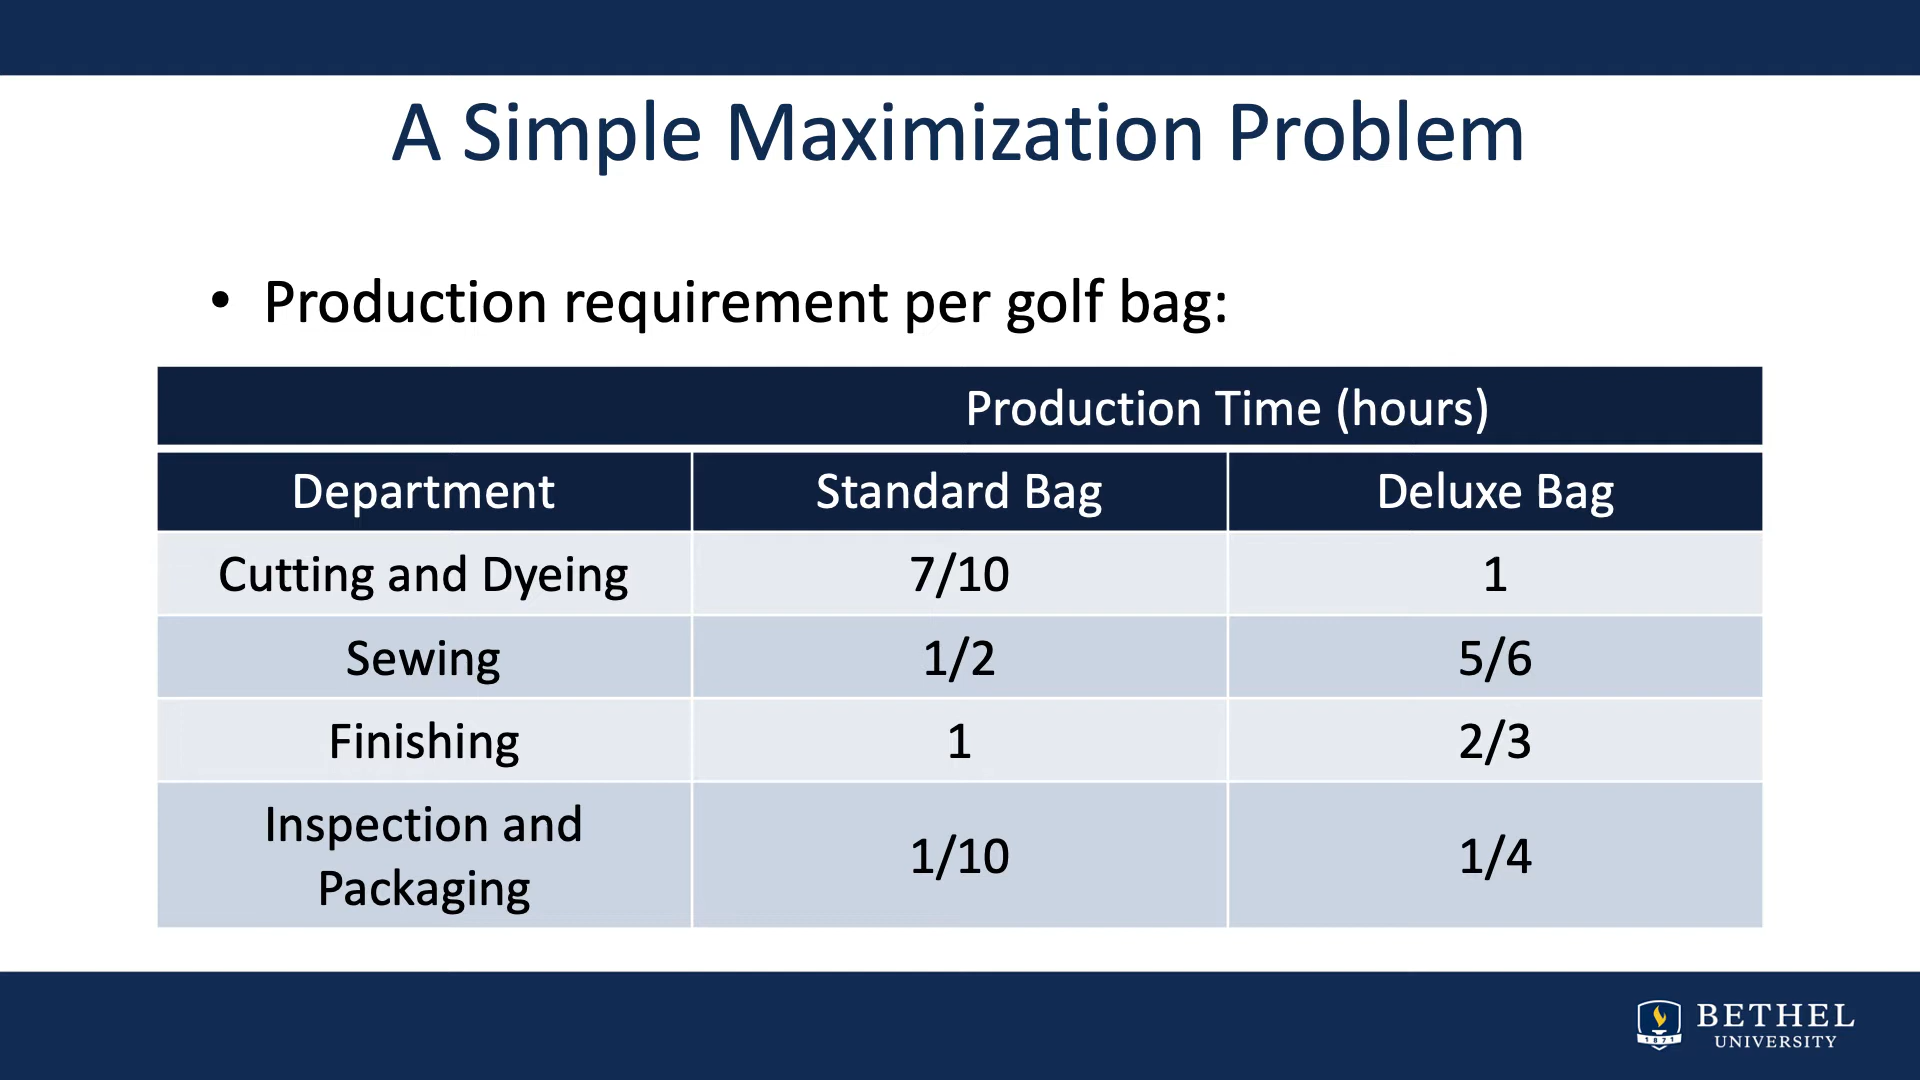 A Simple Maximization Problem
• Production requirement per golf bag:
Production Time (hours)
Department Standard Bag Deluxe Bag
Cutting and Dyeing 7/10 1
Sewing 1/2 5/6
Finishing 1 2/3
Inspection and
Packaging 1/10 1/4
BETHEL
UNIVERSITY
1871